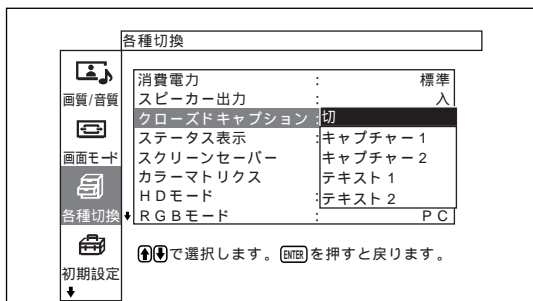 各種切換
画質/音質
画面モード
各種切換
初期設定
消費電力 : 標準
スピーカー出力 : 入
クローズドキャプション : 切
ステータス表示 : キャプチャー1
スクリーンセーバー キャプチャー2
カラーマトリクス テキスト1
HDモード : テキスト2
RGBモード : PC
で選択します。ENTERを押すと戻ります。